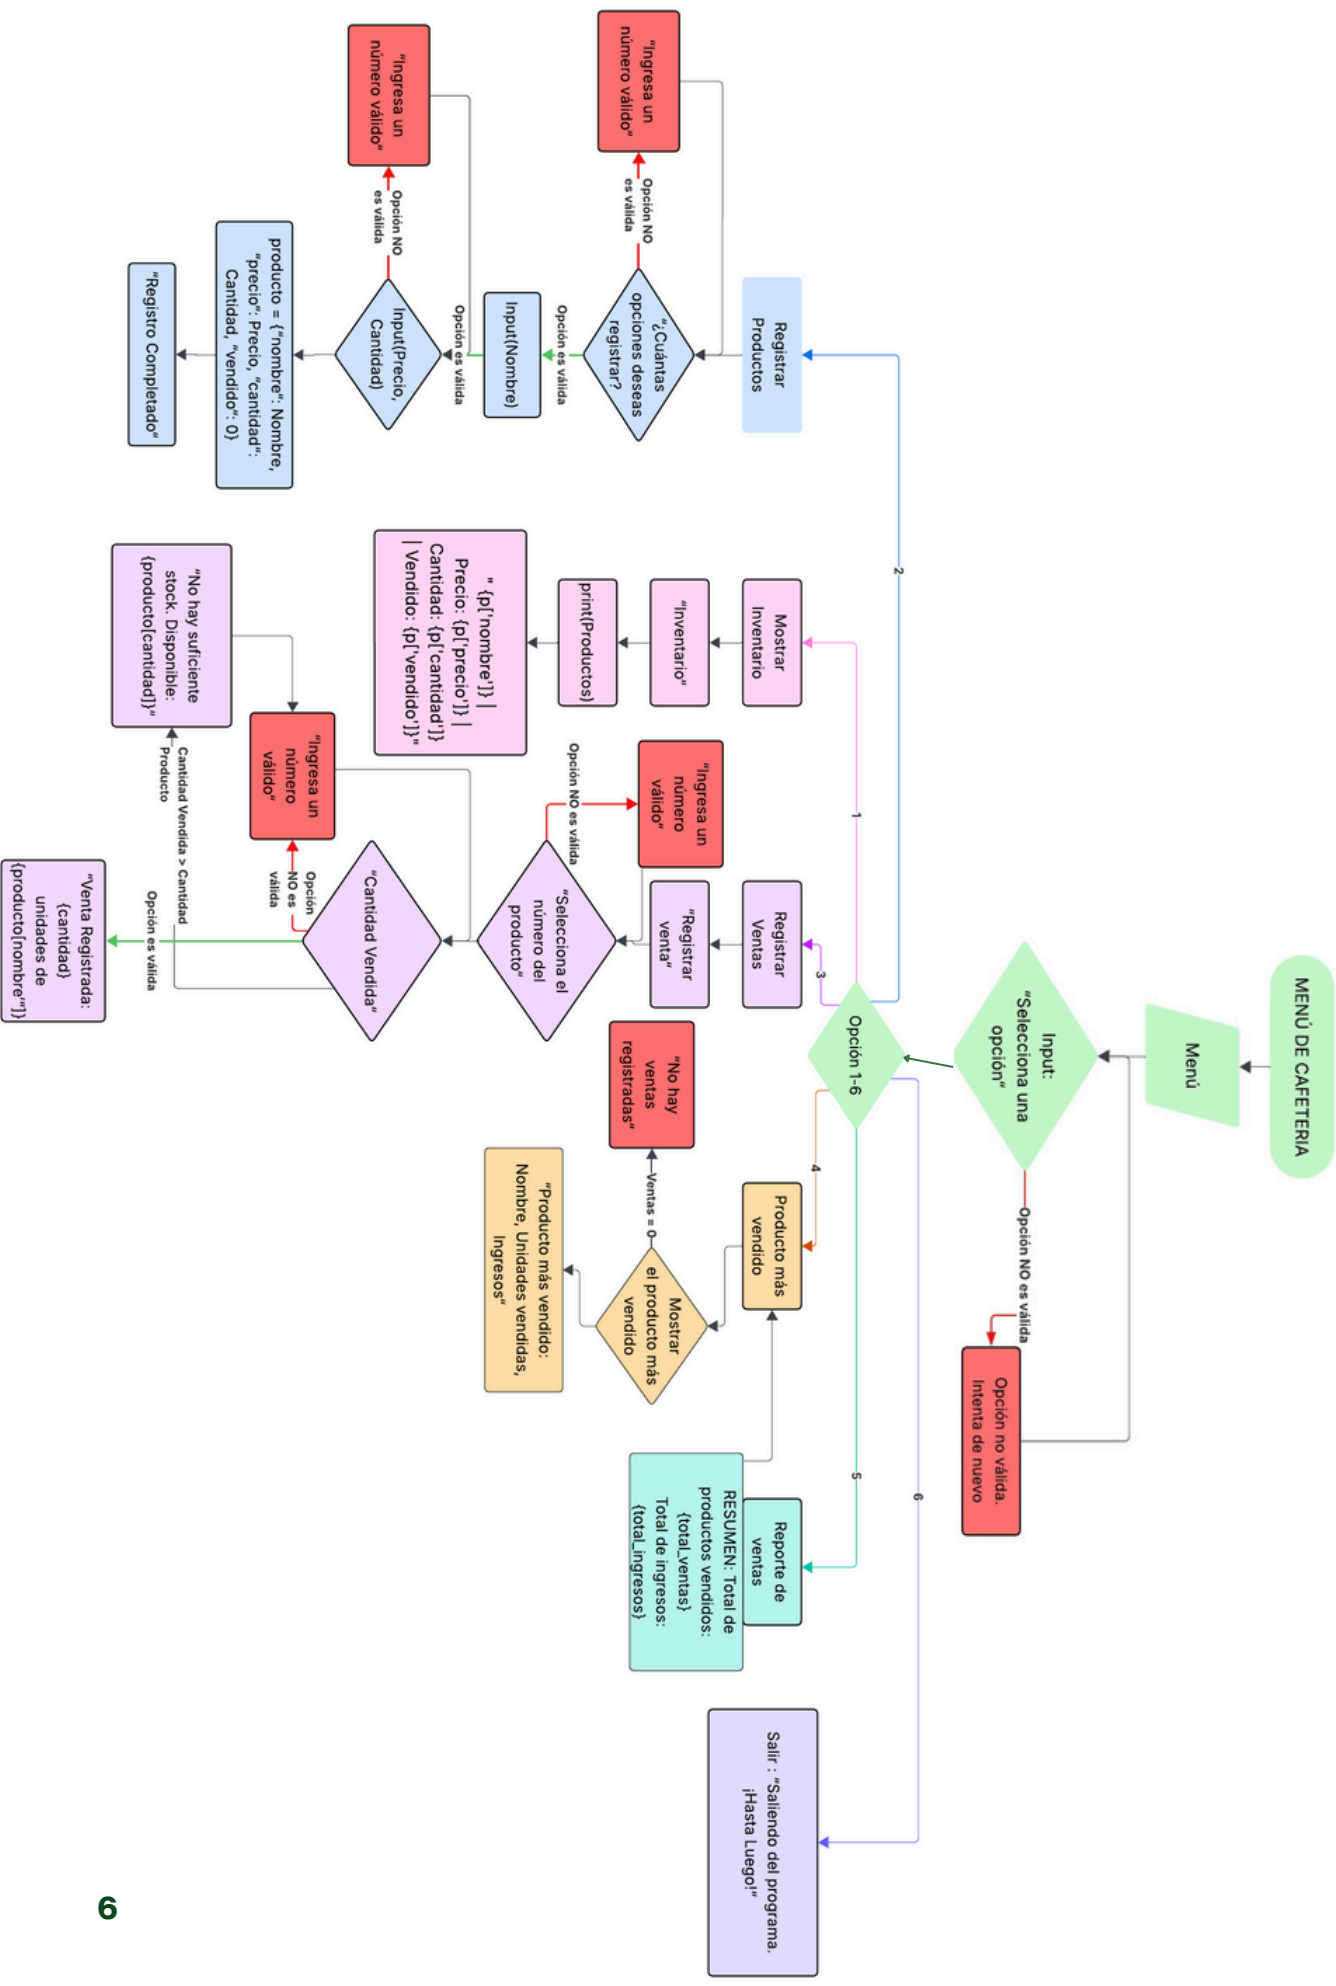 MENÚ DE CAFETERIA
Menú
Input:
“Selecciona una
opción“
Opción NO es válida
Opción no válida.
Intenta de nuevo
Opción 1-6
2
1
3
4
5
6
Registrar
Productos
“¿Cuántas
opciones deseas
registrar?
Opción NO
es válida
“Ingresa un
número válido“
Opción es válida
Input(Nombre)
Opción es válida
Input(Precio,
Cantidad)
Opción NO
es válida
“Ingresa un
número válido“
producto = {“nombre“: Nombre,
“precio“: Precio, “cantidad“:
Cantidad, “vendido“: 0}
“Registro Completado“
Mostrar
Inventario
“Inventario“
print(Productos)
" {p['nombre']} |
Precio: {p['precio']} |
Cantidad: {p['cantidad']}
| Vendido: {p['vendido']}"
Registrar
Ventas
“Registrar
venta“
“Selecciona el
número del
producto“
Opción NO es válida
“Ingresa un
número
válido“
“Cantidad Vendida“
Opción
NO es
válida
“Ingresa un
número
válido“
Cantidad Vendida > Cantidad
Producto
“No hay suficiente
stock. Disponible:
{producto[cantidad]}“
Opción es válida
“Venta Registrada:
{cantidad}
unidades de
{producto[nombre'“]}
Producto más
vendido
Mostrar
el producto más
vendido
Ventas = 0
“No hay
ventas
registradas“
“Producto más vendido:
Nombre, Unidades vendidas,
Ingresos“
Reporte de
ventas
RESUMEN: Total de
productos vendidos:
{total_ventas}
Total de ingresos:
{total_ingresos}
Salir : “Saliendo del programa.
¡Hasta Luego!“
6